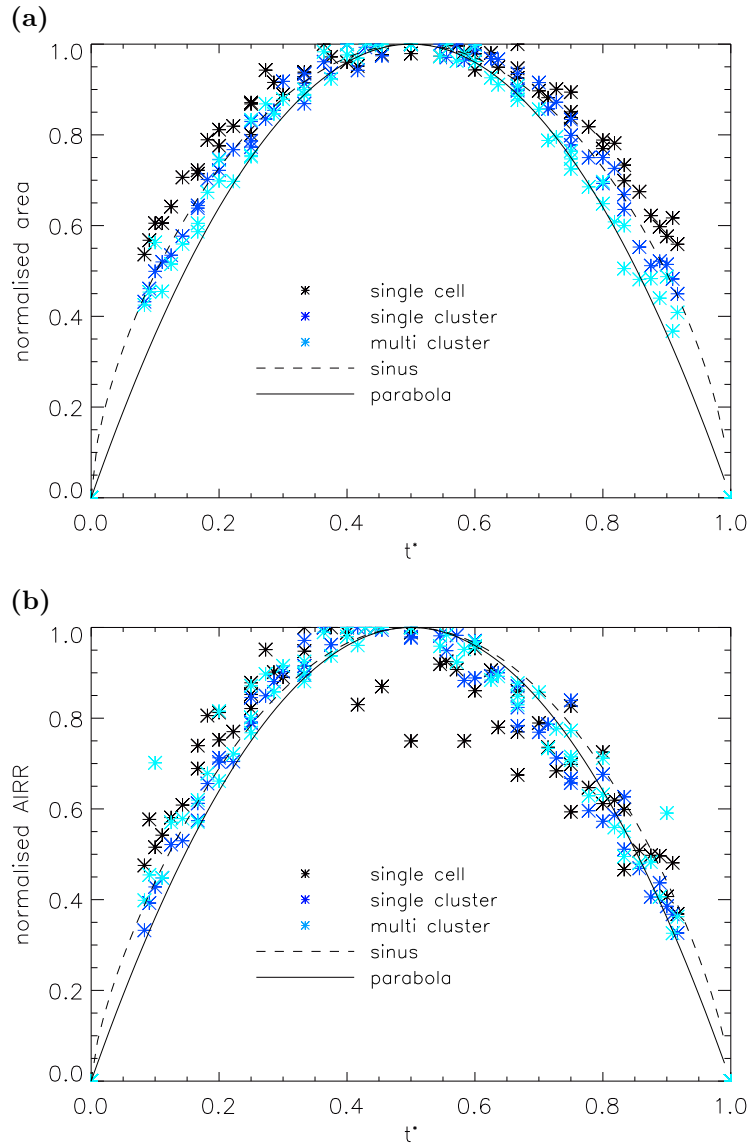 (a)
1.0
0.8
0.6
0.4
0.2
0.0
normalised area
single cell
single cluster
multi cluster
sinus
parabola
0.0 0.2 0.4 0.6 0.8 1.0
t*
(b)
1.0
0.8
0.6
0.4
0.2
0.0
normalised AIRR
single cell
single cluster
multi cluster
sinus
parabola
0.0 0.2 0.4 0.6 0.8 1.0
t*